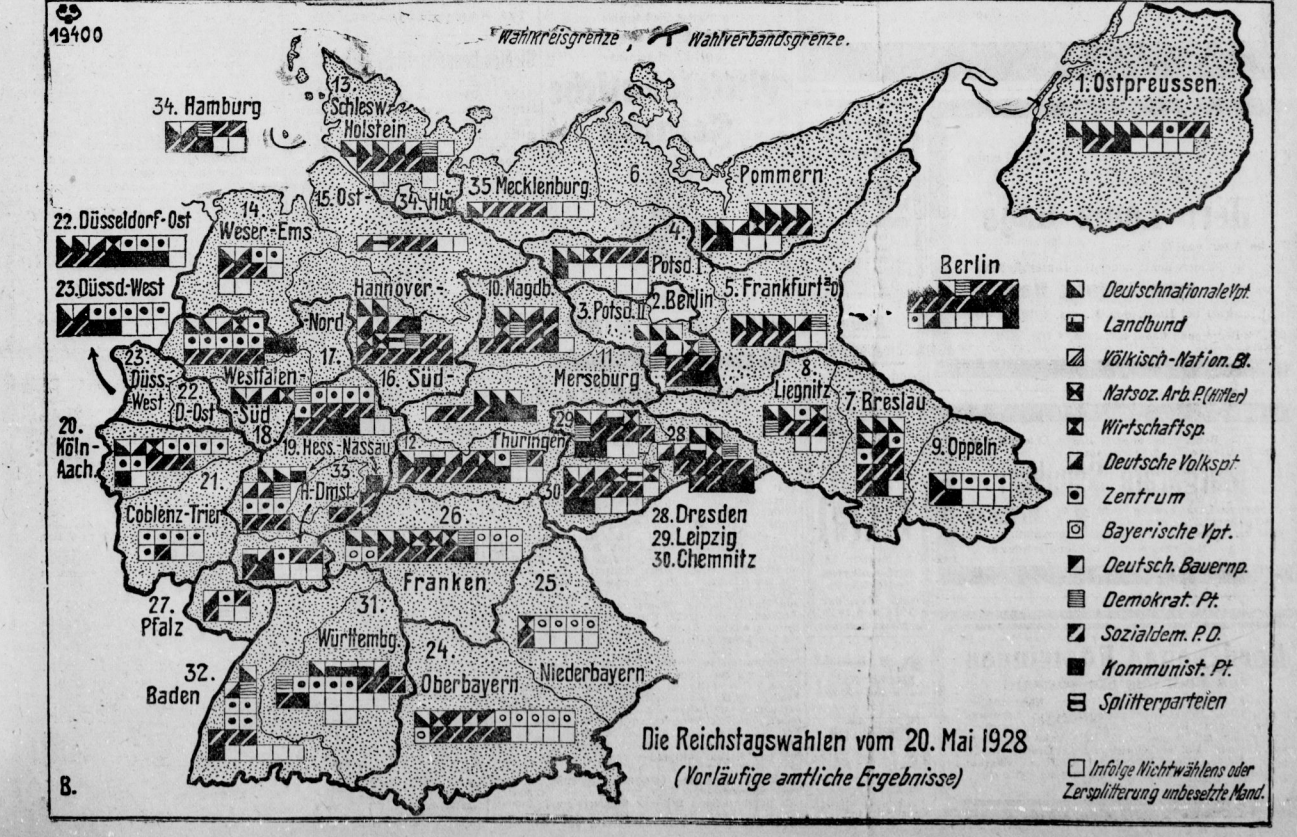 19400
Wahlkreisgrenze, Wahlverbandsgrenze.
34. Hamburg
13.
Schlesw.
Holstein
1. Ostpreussen
35 Mecklenburg
6.
Pommern
15. Ost-
34. Hbg
22. Düsseldorf-Ost
14.
Weser-Ems
4.
Potsd. I
Berlin
23. Düssd.-West
Hannover-
10. Magdb.
3. Potsd. II
2. Berlin
5. Frankfurt a/O
Nord
17.
Westfalen-
Süd
18.
16. Süd-
11
Merseburg
8.
Liegnitz
7. Breslau
9. Oppeln
23.
Düss.-
West
22.
D-Ost
20.
Köln-
Aach.
19. Hess.-Nassau
12.
Thüringen
29
28
30
33
H.-Dmst.
21.
Coblenz-Trier
26.
Franken
28. Dresden
29. Leipzig
30. Chemnitz
27.
Pfalz
25.
Niederbayern
31.
Württembg.
24.
Oberbayern
32.
Baden
Deutschnationale Vpt.
Landbund
Völkisch-Nation. Bl.
Natsoz. Arb. P. (Hitler)
Wirtschaftsp.
Deutsche Volkspt.
Zentrum
Bayerische Vpt.
Deutsch. Bauernp.
Demokrat. Pt.
Sozialdem. P. D.
Kommunist. Pt.
Splitterparteien
Infolge Nichtwählens oder
Zersplitterung unbesetzte Mand.
Die Reichstagswahlen vom 20. Mai 1928
(Vorläufige amtliche Ergebnisse)
B.